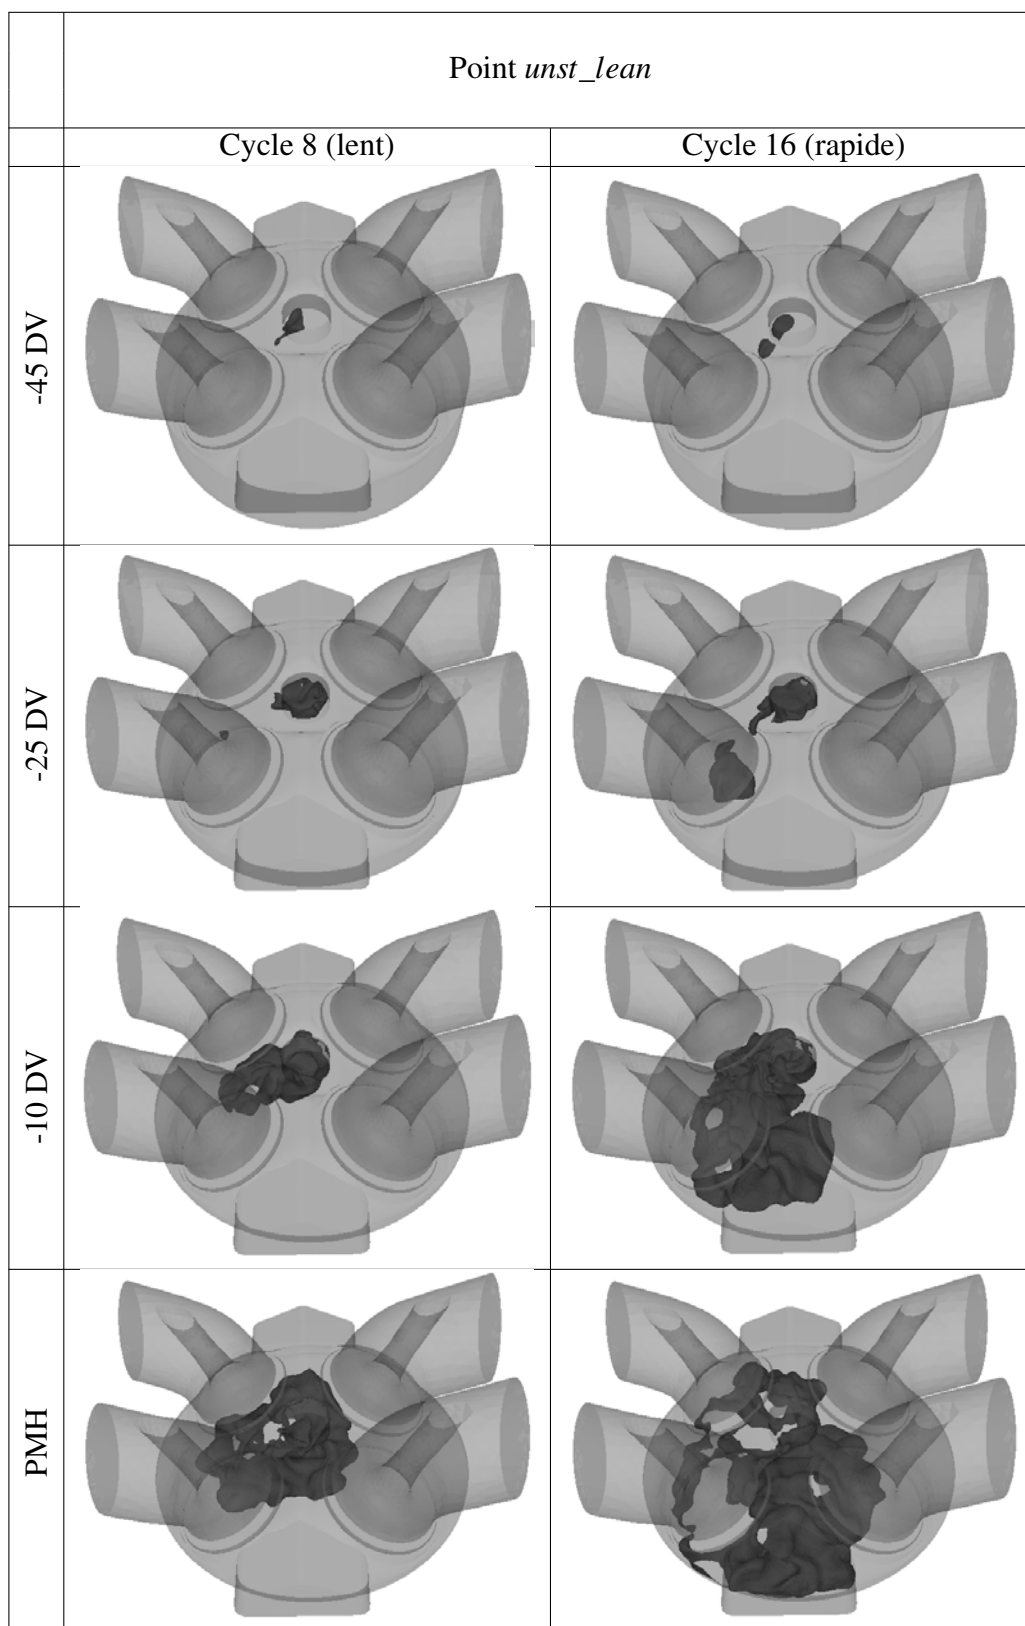 Point unst_lean
Cycle 8 (lent)
Cycle 16 (rapide)
-45 DV
-25 DV
-10 DV
PMH